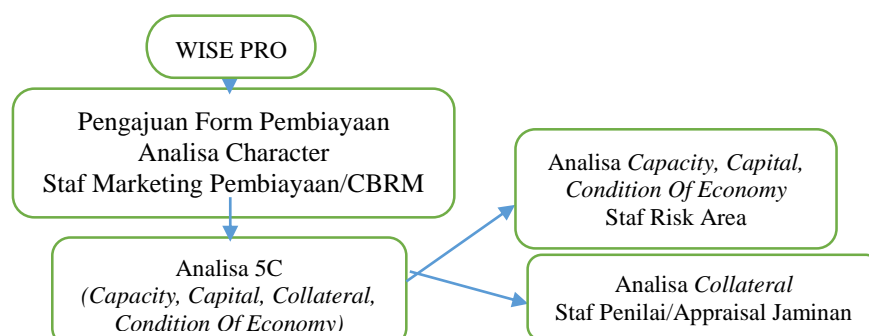 WISE PRO
Pengajuan Form Pembiayaan
Analisa Character
Staf Marketing Pembiayaan/CBRM
Analisa 5C
(Capacity, Capital, Collateral,
Condition Of Economy)
Analisa Capacity, Capital,
Condition Of Economy
Staf Risk Area
Analisa Collateral
Staf Penilai/Appraisal Jaminan